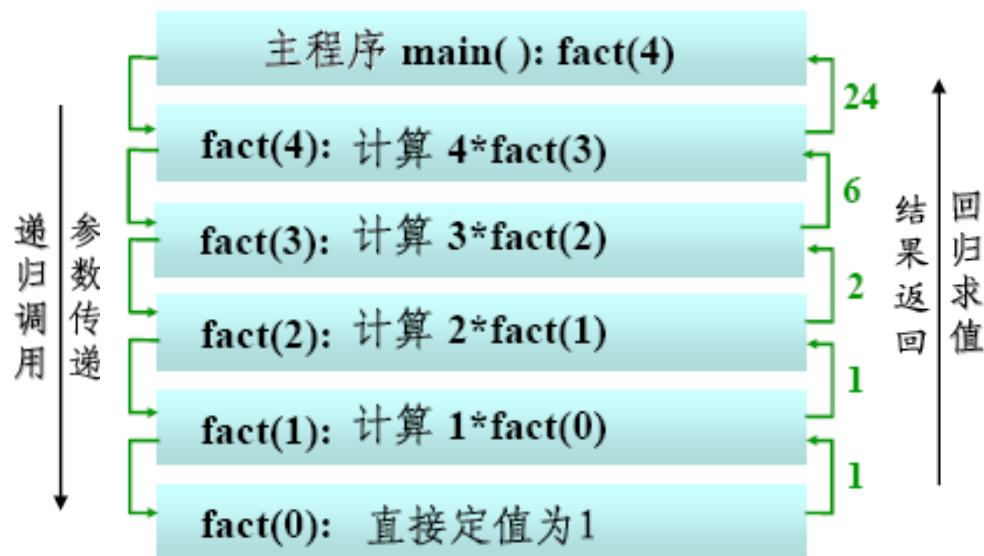 主程序 main( ): fact(4)
24
fact(4): 计算 4*fact(3)
6
fact(3): 计算 3*fact(2)
2
fact(2): 计算 2*fact(1)
1
fact(1): 计算 1*fact(0)
1
fact(0): 直接定值为1
递归调用
参数传递
结果返回
回归求值